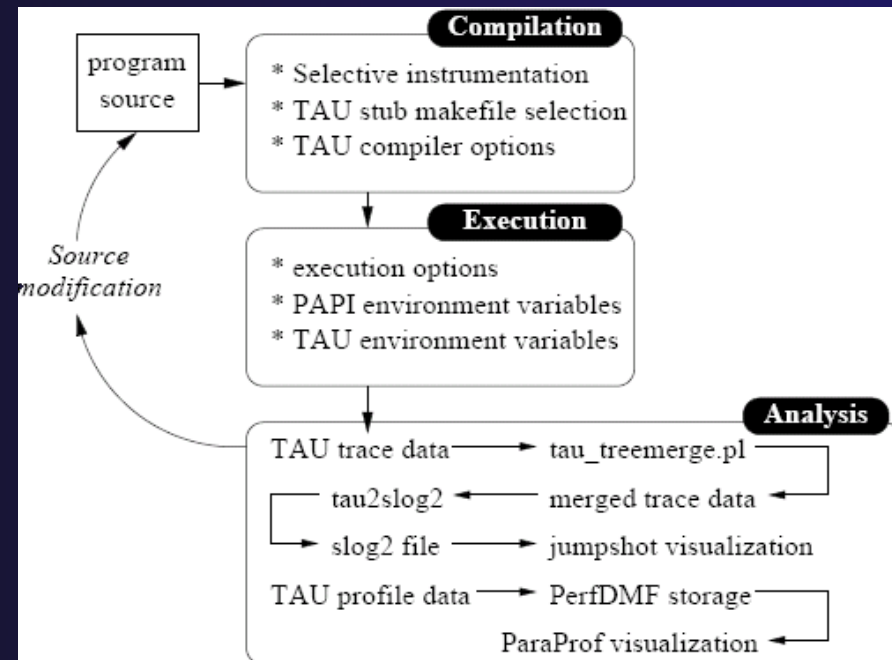 Compilation
program
source
* Selective instrumentation
* TAU stub makefile selection
* TAU compiler options
Execution
* execution options
* PAPI environment variables
* TAU environment variables
Source
modification
Analysis
TAU trace data tau_treemerge.pl
tau2slog2 merged trace data
slog2 file jumpshot visualization
TAU profile data PerfDMF storage
ParaProf visualization